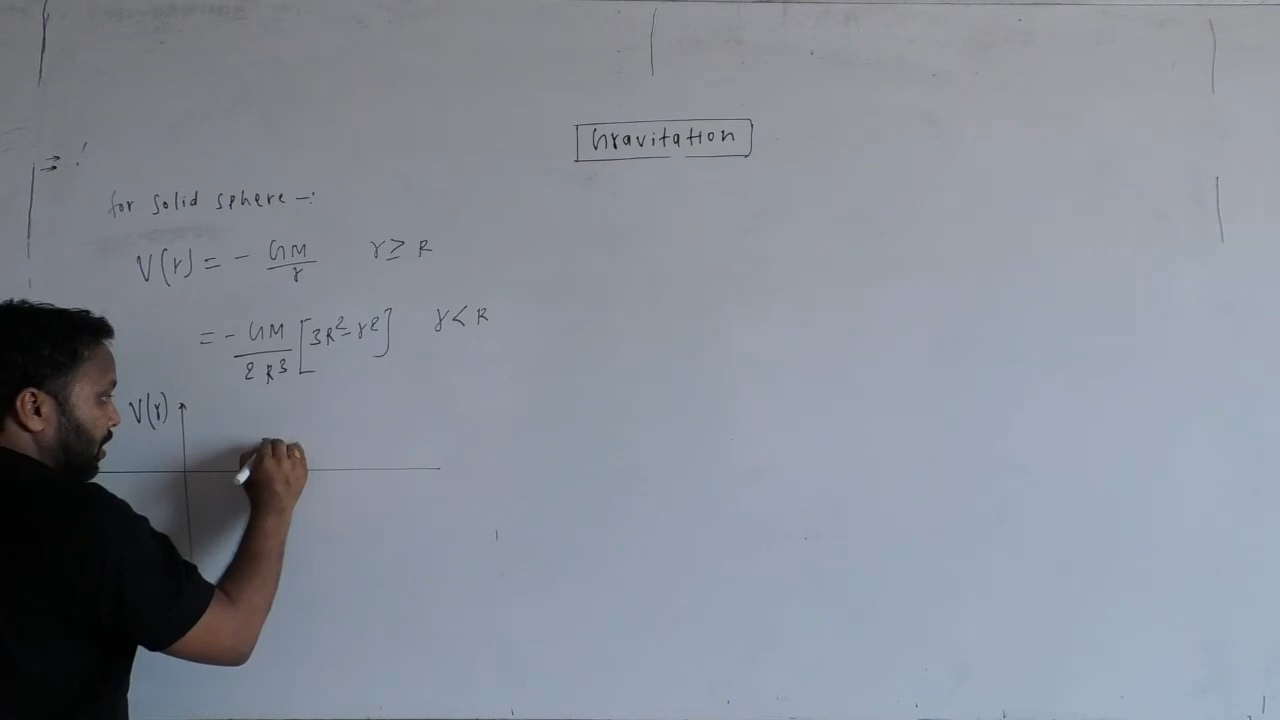 Gravitation
⇒ !
for solid sphere -:
V(r) = - GM/r r ≥ R
= - GM/2R³ [3R² - r²] r < R
V(r)